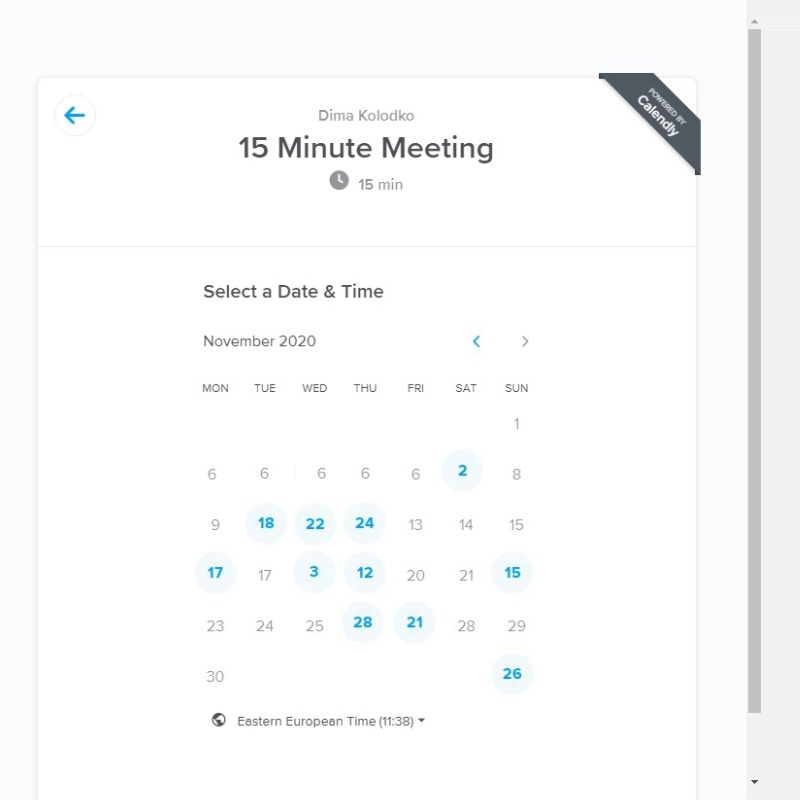 POWERED BY
Calendly
Dima Kolodko
15 Minute Meeting
15 min
Select a Date & Time
November 2020
MON TUE WED THU FRI SAT SUN
1
6 6 6 6 6 2 8
9 18 22 24 13 14 15
17 17 3 12 20 21 15
23 24 25 28 21 28 29
30 26
Eastern European Time (11:38)